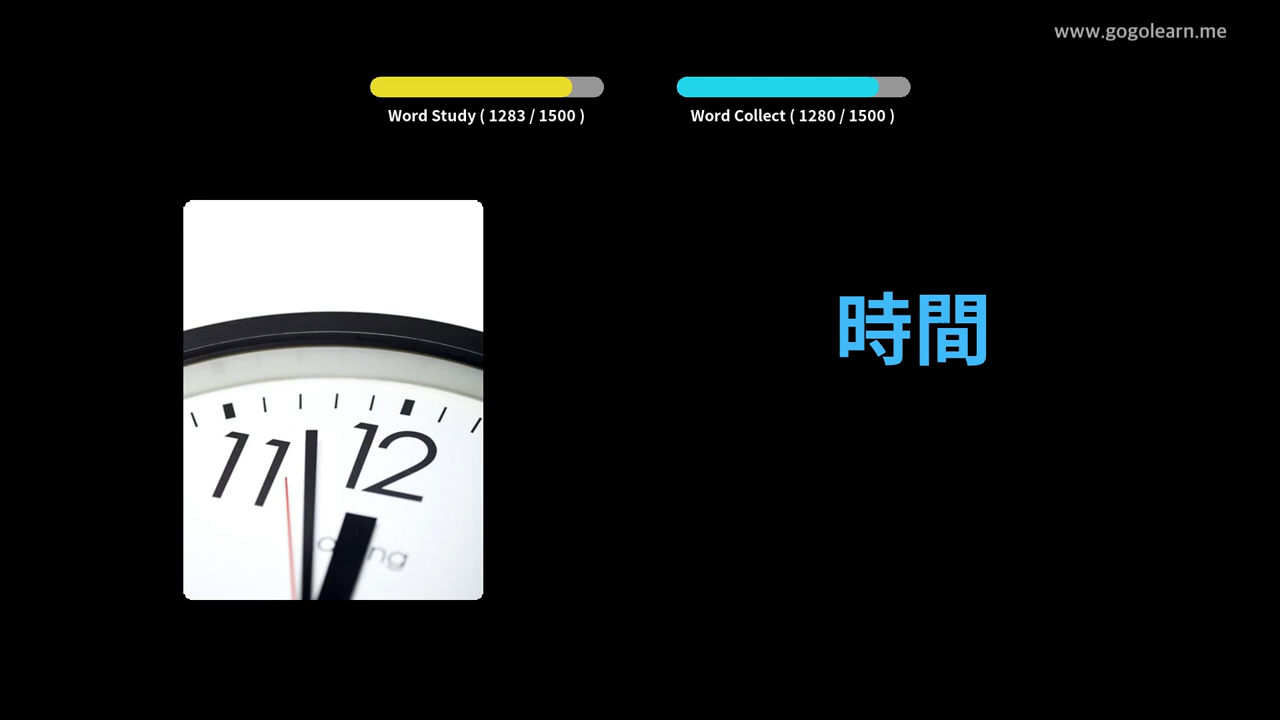 www.gogolearn.me
Word Study ( 1283 / 1500 )
Word Collect ( 1280 / 1500 )
時間
11
12